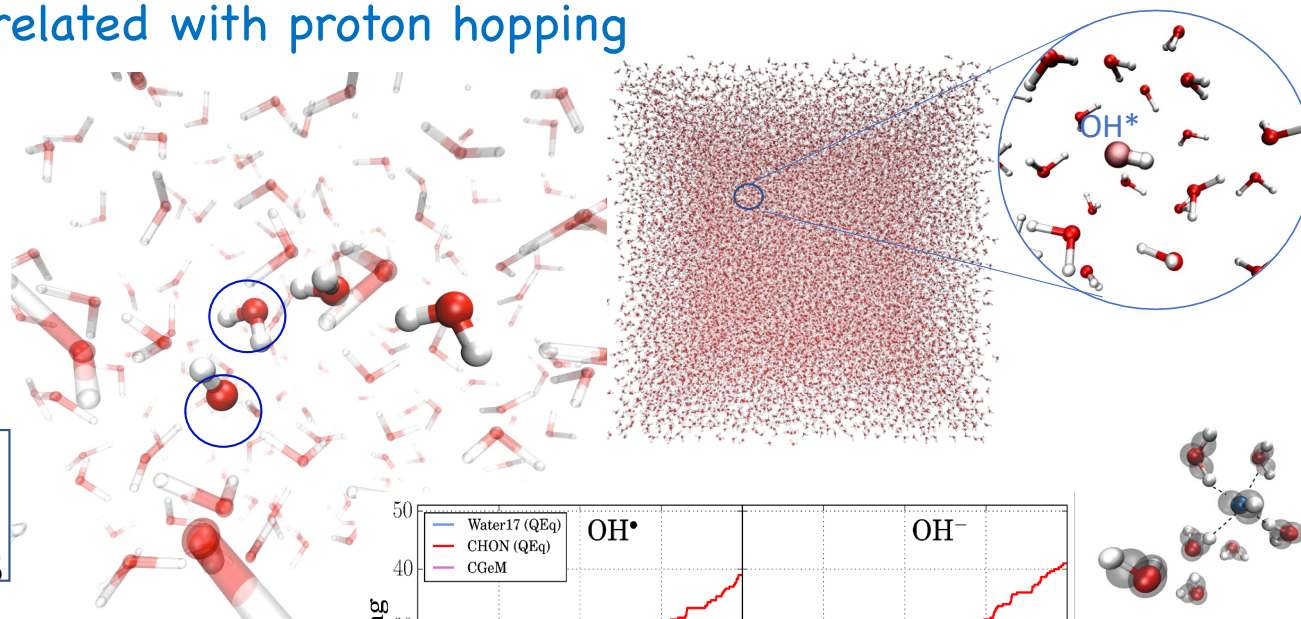 related with proton hopping
OH*
50
Water17 (QEq)
CHON (QEq)
CGeM
OH•
OH⁻
40